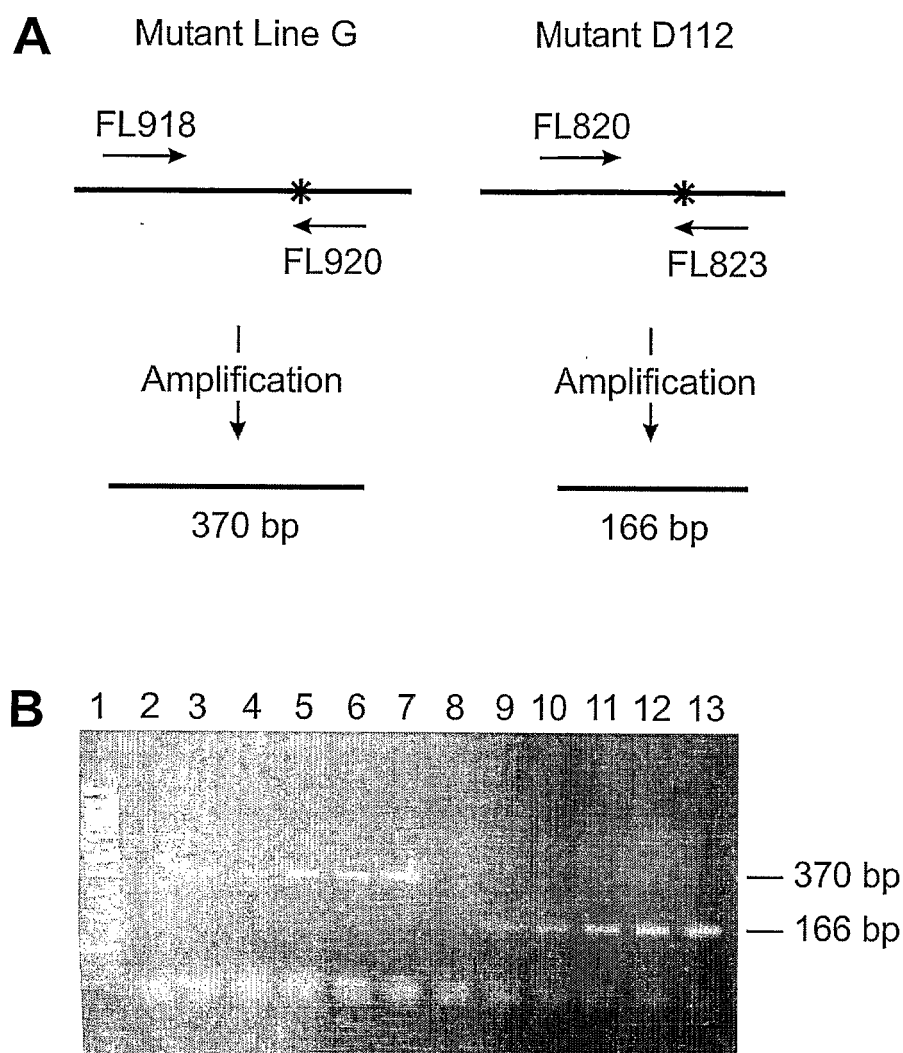 A
Mutant Line G
Mutant D112
FL918
FL820
FL920
FL823
Amplification
Amplification
370 bp
166 bp
B
1 2 3 4 5 6 7 8 9 10 11 12 13
370 bp
166 bp